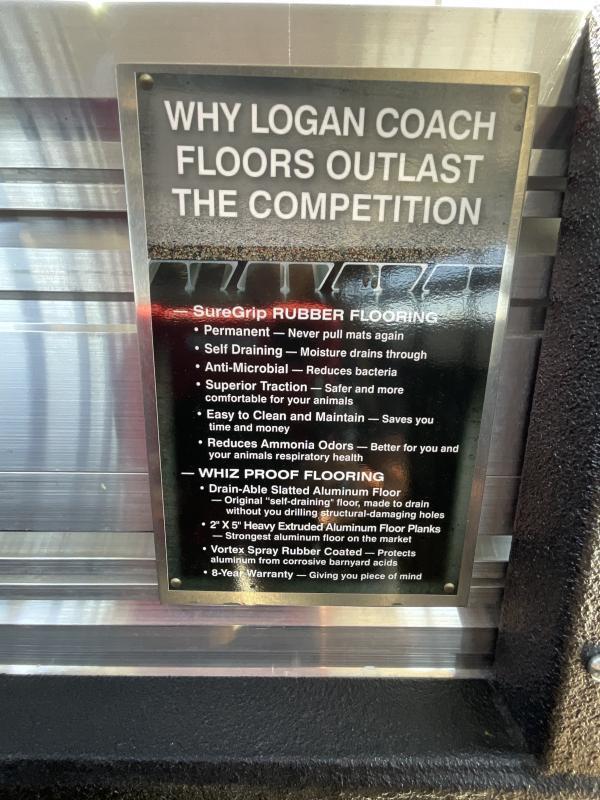 WHY LOGAN COACH
FLOORS OUTLAST
THE COMPETITION
— SureGrip RUBBER FLOORING
• Permanent — Never pull mats again
• Self Draining — Moisture drains through
• Anti-Microbial — Reduces bacteria
• Superior Traction — Safer and more
comfortable for your animals
• Easy to Clean and Maintain — Saves you
time and money
• Reduces Ammonia Odors — Better for you and
your animals respiratory health
— WHIZ PROOF FLOORING
• Drain-Able Slatted Aluminum Floor
— Original "self-draining" floor, made to drain
without you drilling structural-damaging holes
• 2" X 5" Heavy Extruded Aluminum Floor Planks
— Strongest aluminum floor on the market
• Vortex Spray Rubber Coated — Protects
aluminum from corrosive barnyard acids
• 8-Year Warranty — Giving you piece of mind